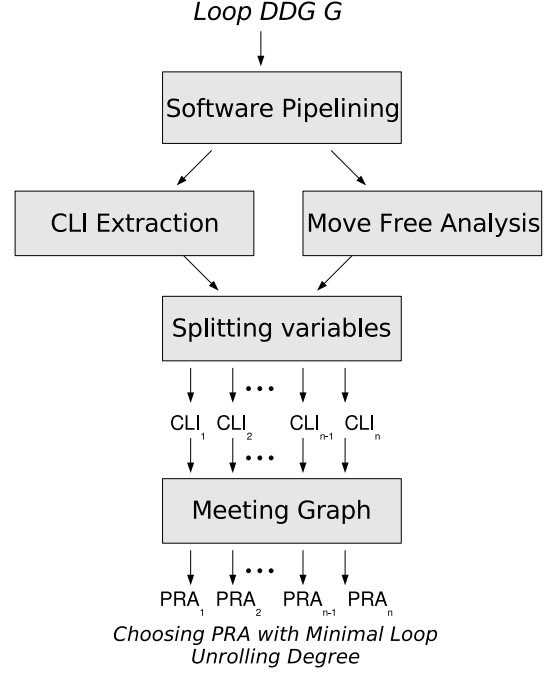 Loop DDG G
Software Pipelining
CLI Extraction
Move Free Analysis
Splitting variables
CLI1 CLI2 CLIn-1 CLIn
Meeting Graph
PRA1 PRA2 PRAn-1 PRAn
Choosing PRA with Minimal Loop
Unrolling Degree